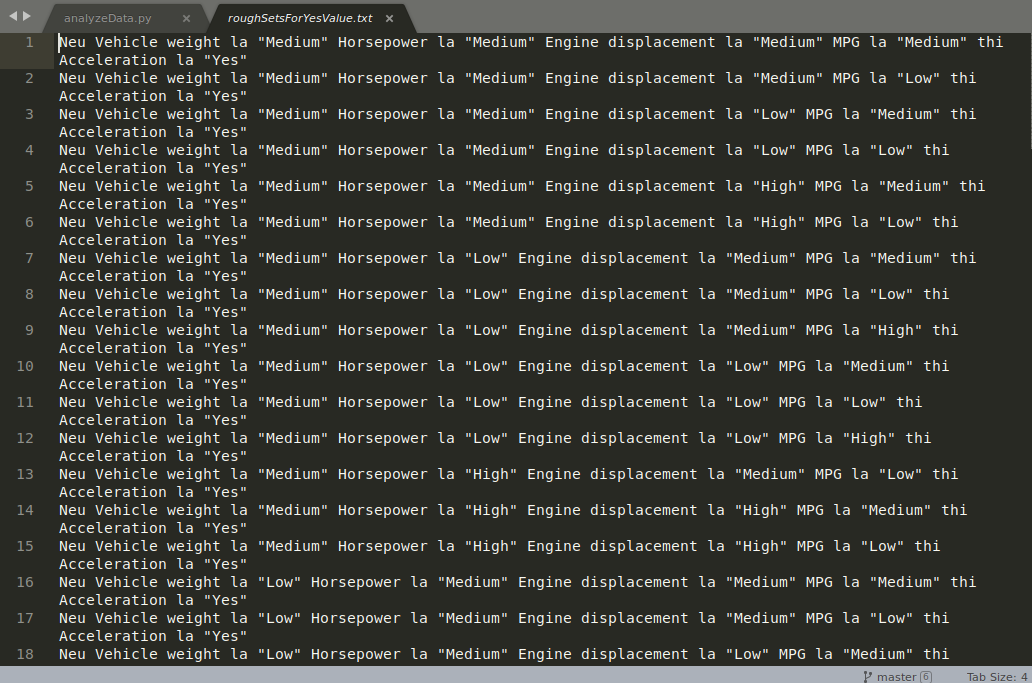 analyzeData.py × roughSetsForYesValue.txt ×
1 Neu Vehicle weight la "Medium" Horsepower la "Medium" Engine displacement la "Medium" MPG la "Medium" thi
Acceleration la "Yes"
2 Neu Vehicle weight la "Medium" Horsepower la "Medium" Engine displacement la "Medium" MPG la "Low" thi
Acceleration la "Yes"
3 Neu Vehicle weight la "Medium" Horsepower la "Medium" Engine displacement la "Low" MPG la "Medium" thi
Acceleration la "Yes"
4 Neu Vehicle weight la "Medium" Horsepower la "Medium" Engine displacement la "Low" MPG la "Low" thi
Acceleration la "Yes"
5 Neu Vehicle weight la "Medium" Horsepower la "Medium" Engine displacement la "High" MPG la "Medium" thi
Acceleration la "Yes"
6 Neu Vehicle weight la "Medium" Horsepower la "Medium" Engine displacement la "High" MPG la "Low" thi
Acceleration la "Yes"
7 Neu Vehicle weight la "Medium" Horsepower la "Low" Engine displacement la "Medium" MPG la "Medium" thi
Acceleration la "Yes"
8 Neu Vehicle weight la "Medium" Horsepower la "Low" Engine displacement la "Medium" MPG la "Low" thi
Acceleration la "Yes"
9 Neu Vehicle weight la "Medium" Horsepower la "Low" Engine displacement la "Medium" MPG la "High" thi
Acceleration la "Yes"
10 Neu Vehicle weight la "Medium" Horsepower la "Low" Engine displacement la "Low" MPG la "Medium" thi
Acceleration la "Yes"
11 Neu Vehicle weight la "Medium" Horsepower la "Low" Engine displacement la "Low" MPG la "Low" thi
Acceleration la "Yes"
12 Neu Vehicle weight la "Medium" Horsepower la "Low" Engine displacement la "Low" MPG la "High" thi
Acceleration la "Yes"
13 Neu Vehicle weight la "Medium" Horsepower la "High" Engine displacement la "Medium" MPG la "Low" thi
Acceleration la "Yes"
14 Neu Vehicle weight la "Medium" Horsepower la "High" Engine displacement la "High" MPG la "Medium" thi
Acceleration la "Yes"
15 Neu Vehicle weight la "Medium" Horsepower la "High" Engine displacement la "High" MPG la "Low" thi
Acceleration la "Yes"
16 Neu Vehicle weight la "Low" Horsepower la "Medium" Engine displacement la "Medium" MPG la "Medium" thi
Acceleration la "Yes"
17 Neu Vehicle weight la "Low" Horsepower la "Medium" Engine displacement la "Medium" MPG la "Low" thi
Acceleration la "Yes"
18 Neu Vehicle weight la "Low" Horsepower la "Medium" Engine displacement la "Low" MPG la "Medium" thi
master 6 Tab Size: 4